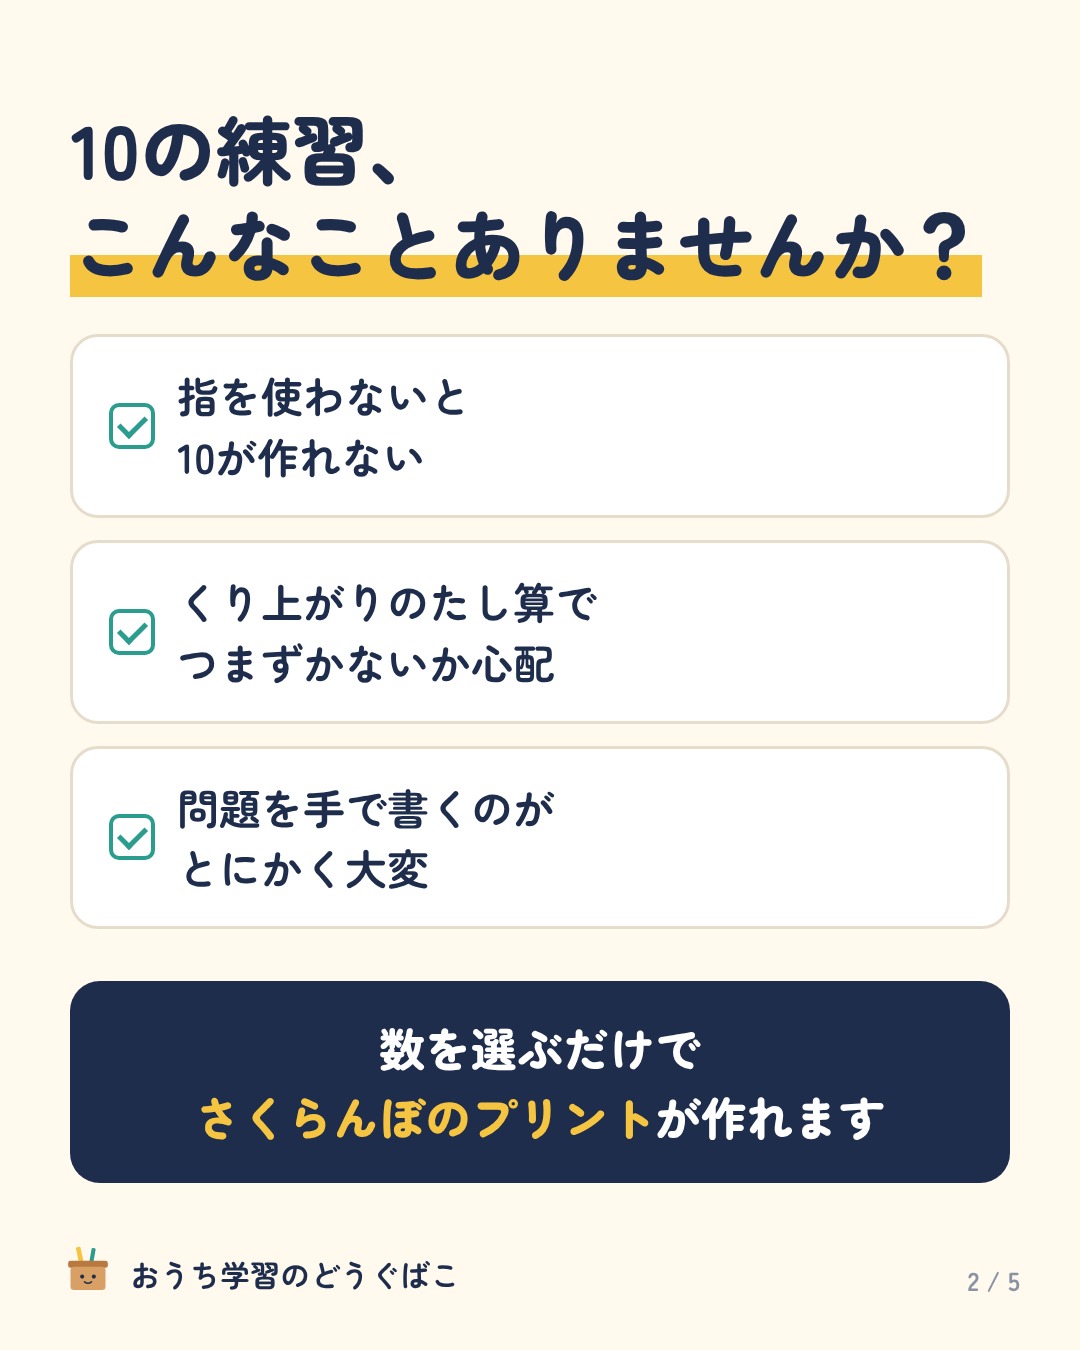 10の練習、
こんなことありませんか？
指を使わないと
10が作れない
くり上がりのたし算で
つまずかないか心配
問題を手で書くのが
とにかく大変
数を選ぶだけで
さくらんぼのプリントが作れます
おうち学習のどうぐばこ
2 / 5